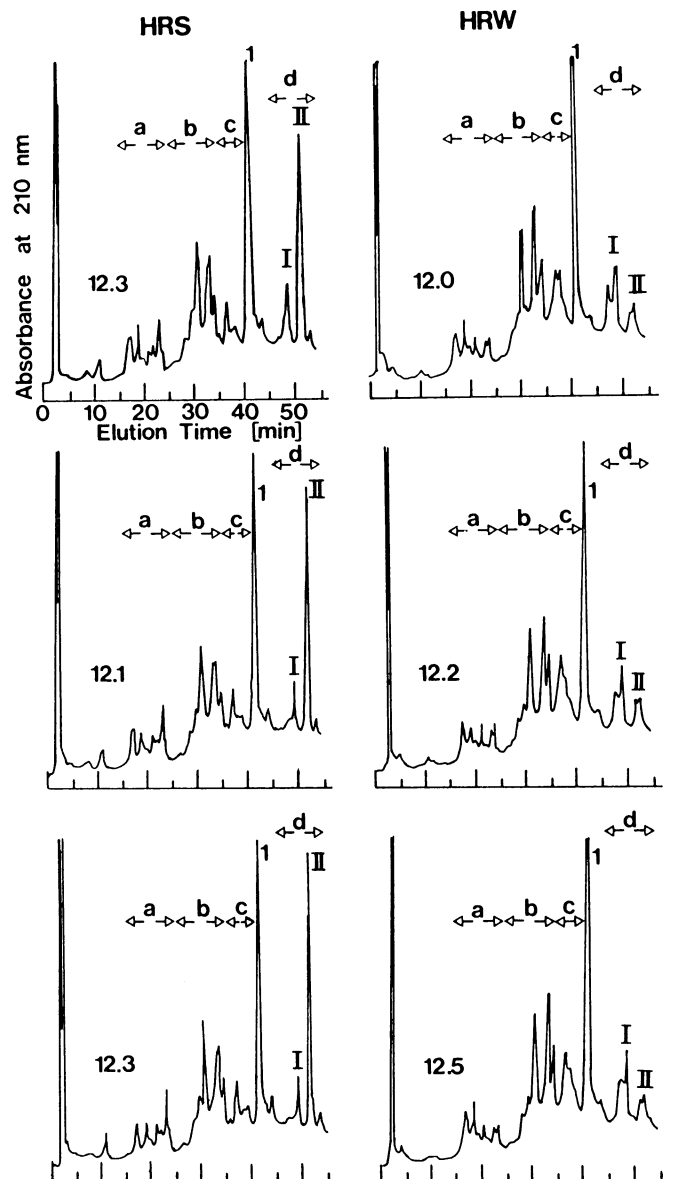 HRS HRW
1 d II
a b c
I
12.3
Absorbance at 210 nm
0 10 20 30 40 50
Elution Time [min]
1 d
a b c
I
II
12.0
d
1 II
a b c
I
12.1
d
1
a b c
I
II
12.2
d
1 II
a b c
I
12.3
d
1
a b c
I
II
12.5